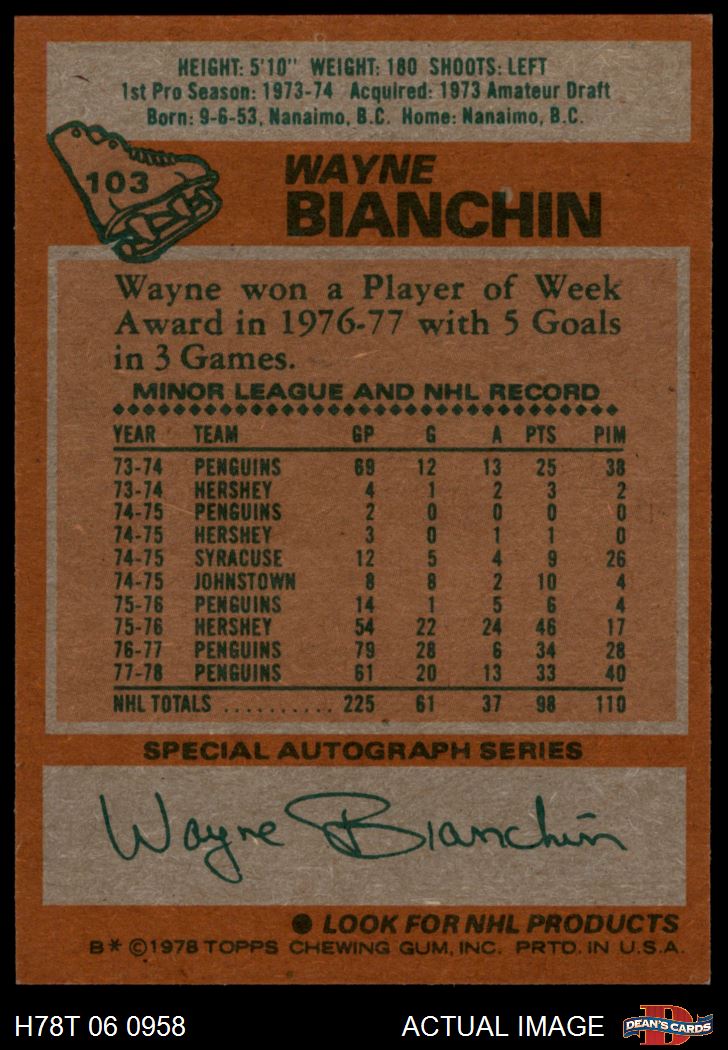 HEIGHT: 5'10" WEIGHT: 180 SHOOTS: LEFT
1st Pro Season: 1973-74 Acquired: 1973 Amateur Draft
Born: 9-6-53, Nanaimo, B.C. Home: Nanaimo, B.C.
103
WAYNE
BIANCHIN
Wayne won a Player of Week
Award in 1976-77 with 5 Goals
in 3 Games.
MINOR LEAGUE AND NHL RECORD
YEAR TEAM GP G A PTS PIM
73-74 PENGUINS 69 12 13 25 38
73-74 HERSHEY 4 1 2 3 2
74-75 PENGUINS 2 0 0 0 0
74-75 HERSHEY 3 0 1 1 0
74-75 SYRACUSE 12 5 4 9 26
74-75 JOHNSTOWN 8 8 2 10 4
75-76 PENGUINS 14 1 5 6 4
75-76 HERSHEY 54 22 24 46 17
76-77 PENGUINS 79 28 6 34 28
77-78 PENGUINS 61 20 13 33 40
NHL TOTALS .......... 225 61 37 98 110
SPECIAL AUTOGRAPH SERIES
Wayne Bianchin
● LOOK FOR NHL PRODUCTS
B* ©1978 TOPPS CHEWING GUM, INC. PRTD. IN U.S.A.
H78T 06 0958 ACTUAL IMAGE D DEAN'S CARDS